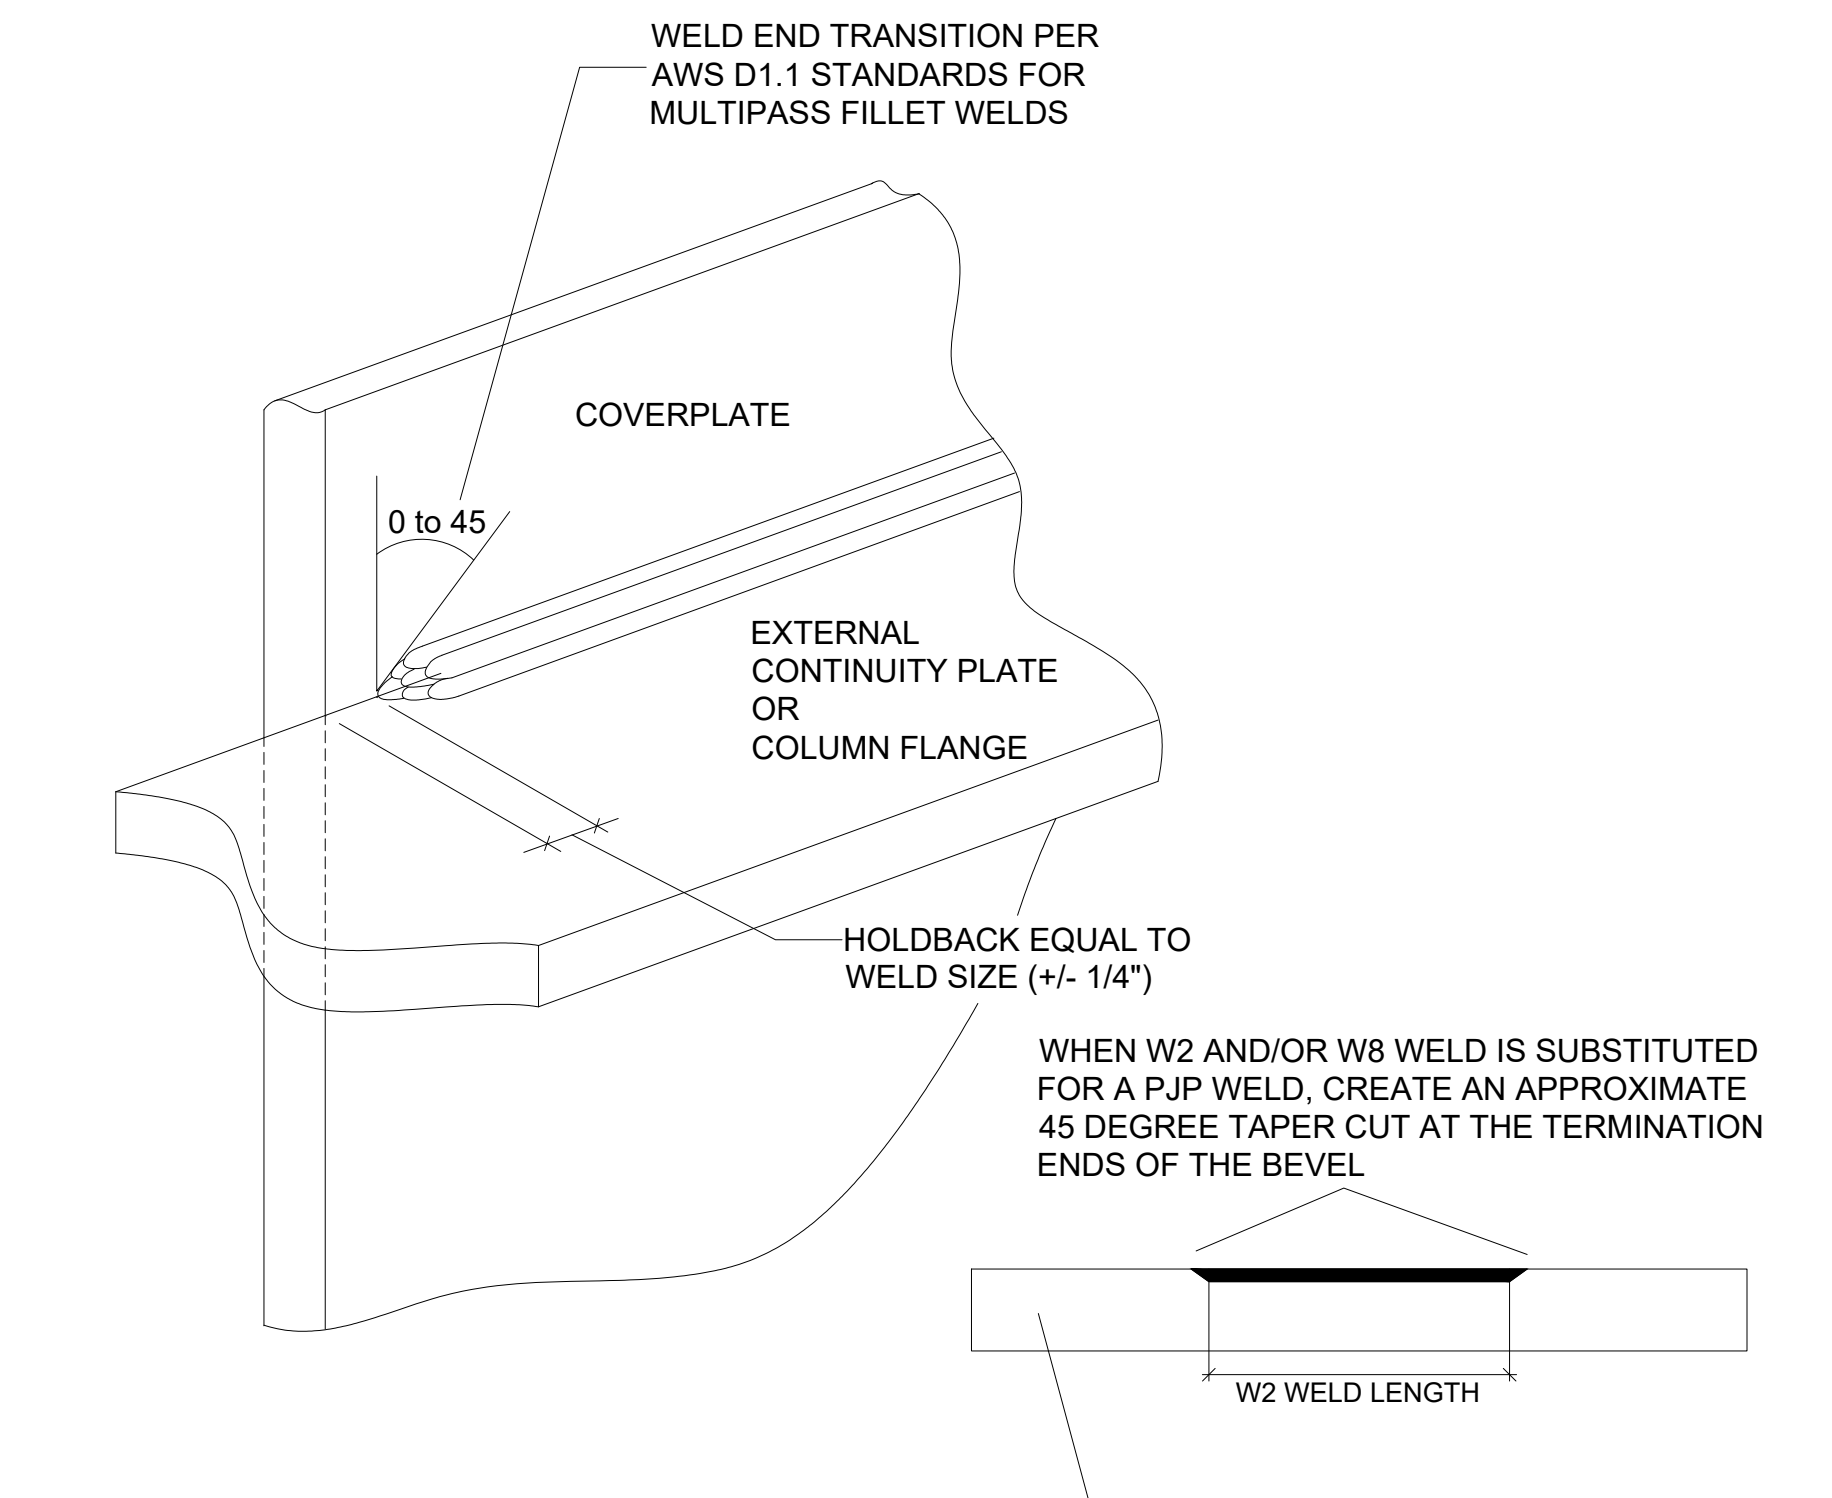 WELD END TRANSITION PER
AWS D1.1 STANDARDS FOR
MULTIPASS FILLET WELDS
COVERPLATE
0 to 45
EXTERNAL
CONTINUITY PLATE
OR
COLUMN FLANGE
HOLDBACK EQUAL TO
WELD SIZE (+/- 1/4")
WHEN W2 AND/OR W8 WELD IS SUBSTITUTED
FOR A PJP WELD, CREATE AN APPROXIMATE
45 DEGREE TAPER CUT AT THE TERMINATION
ENDS OF THE BEVEL
W2 WELD LENGTH